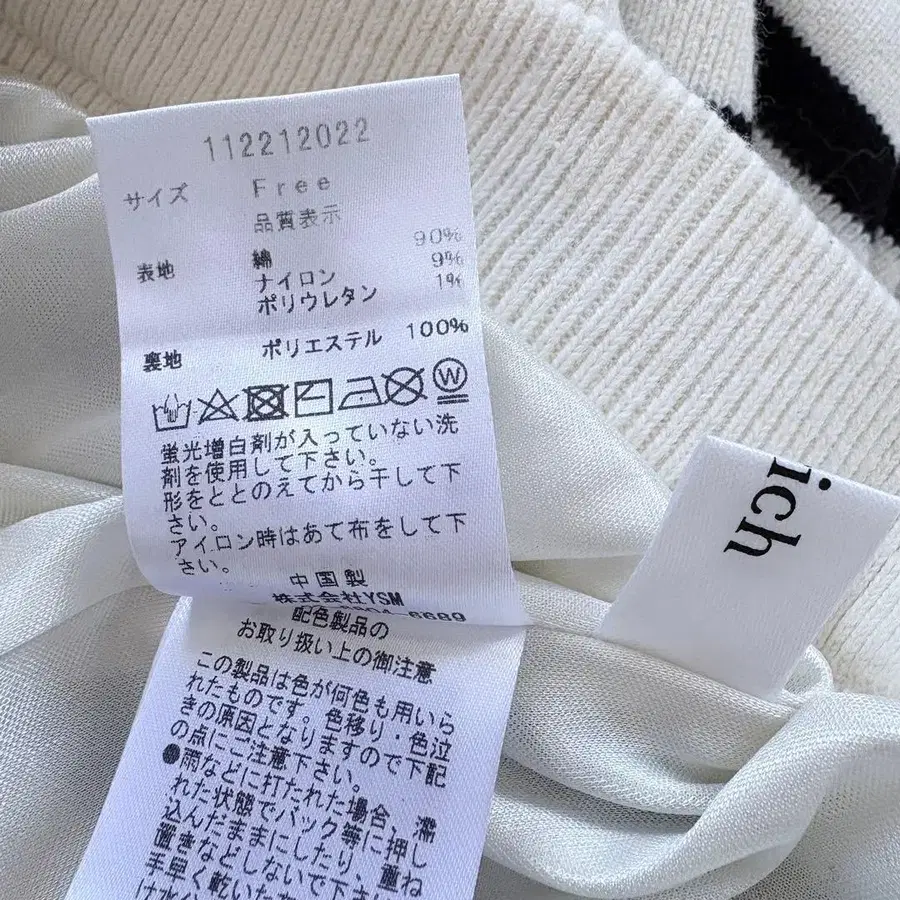 112212022
サイズ Free
品質表示
表地 綿 90%
ナイロン 9%
ポリウレタン 1%
裏地 ポリエステル 100%
W
蛍光増白剤が入っていない洗
剤を使用して下さい。
形をととのえてから干して下
さい。
アイロン時はあて布をして下
さい。
中国製
株式会社YSM
6689
配色製品の
お取り扱い上の御注意
この製品は色が何色も用いら
れたものです。色移り・色泣
きの原因となりますので下記
の点にご注意下さい。
●雨などに打たれた場合、濡
れた状態でバック等に押し
込んだままにしたり、重ね
置きなどしないで下さ
手早く乾いた
ich